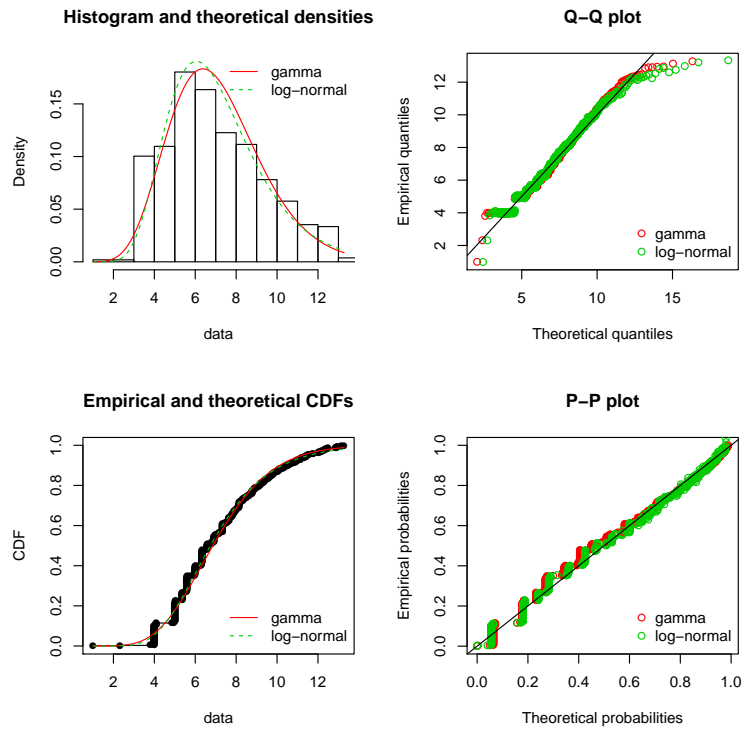 Histogram and theoretical densities
Density
0.00 0.05 0.10 0.15
gamma
log−normal
2 4 6 8 10 12
data
Q−Q plot
Empirical quantiles
2 4 6 8 10 12
gamma
log−normal
5 10 15
Theoretical quantiles
Empirical and theoretical CDFs
CDF
0.0 0.2 0.4 0.6 0.8 1.0
gamma
log−normal
2 4 6 8 10 12
data
P−P plot
Empirical probabilities
0.0 0.2 0.4 0.6 0.8 1.0
gamma
log−normal
0.0 0.2 0.4 0.6 0.8 1.0
Theoretical probabilities